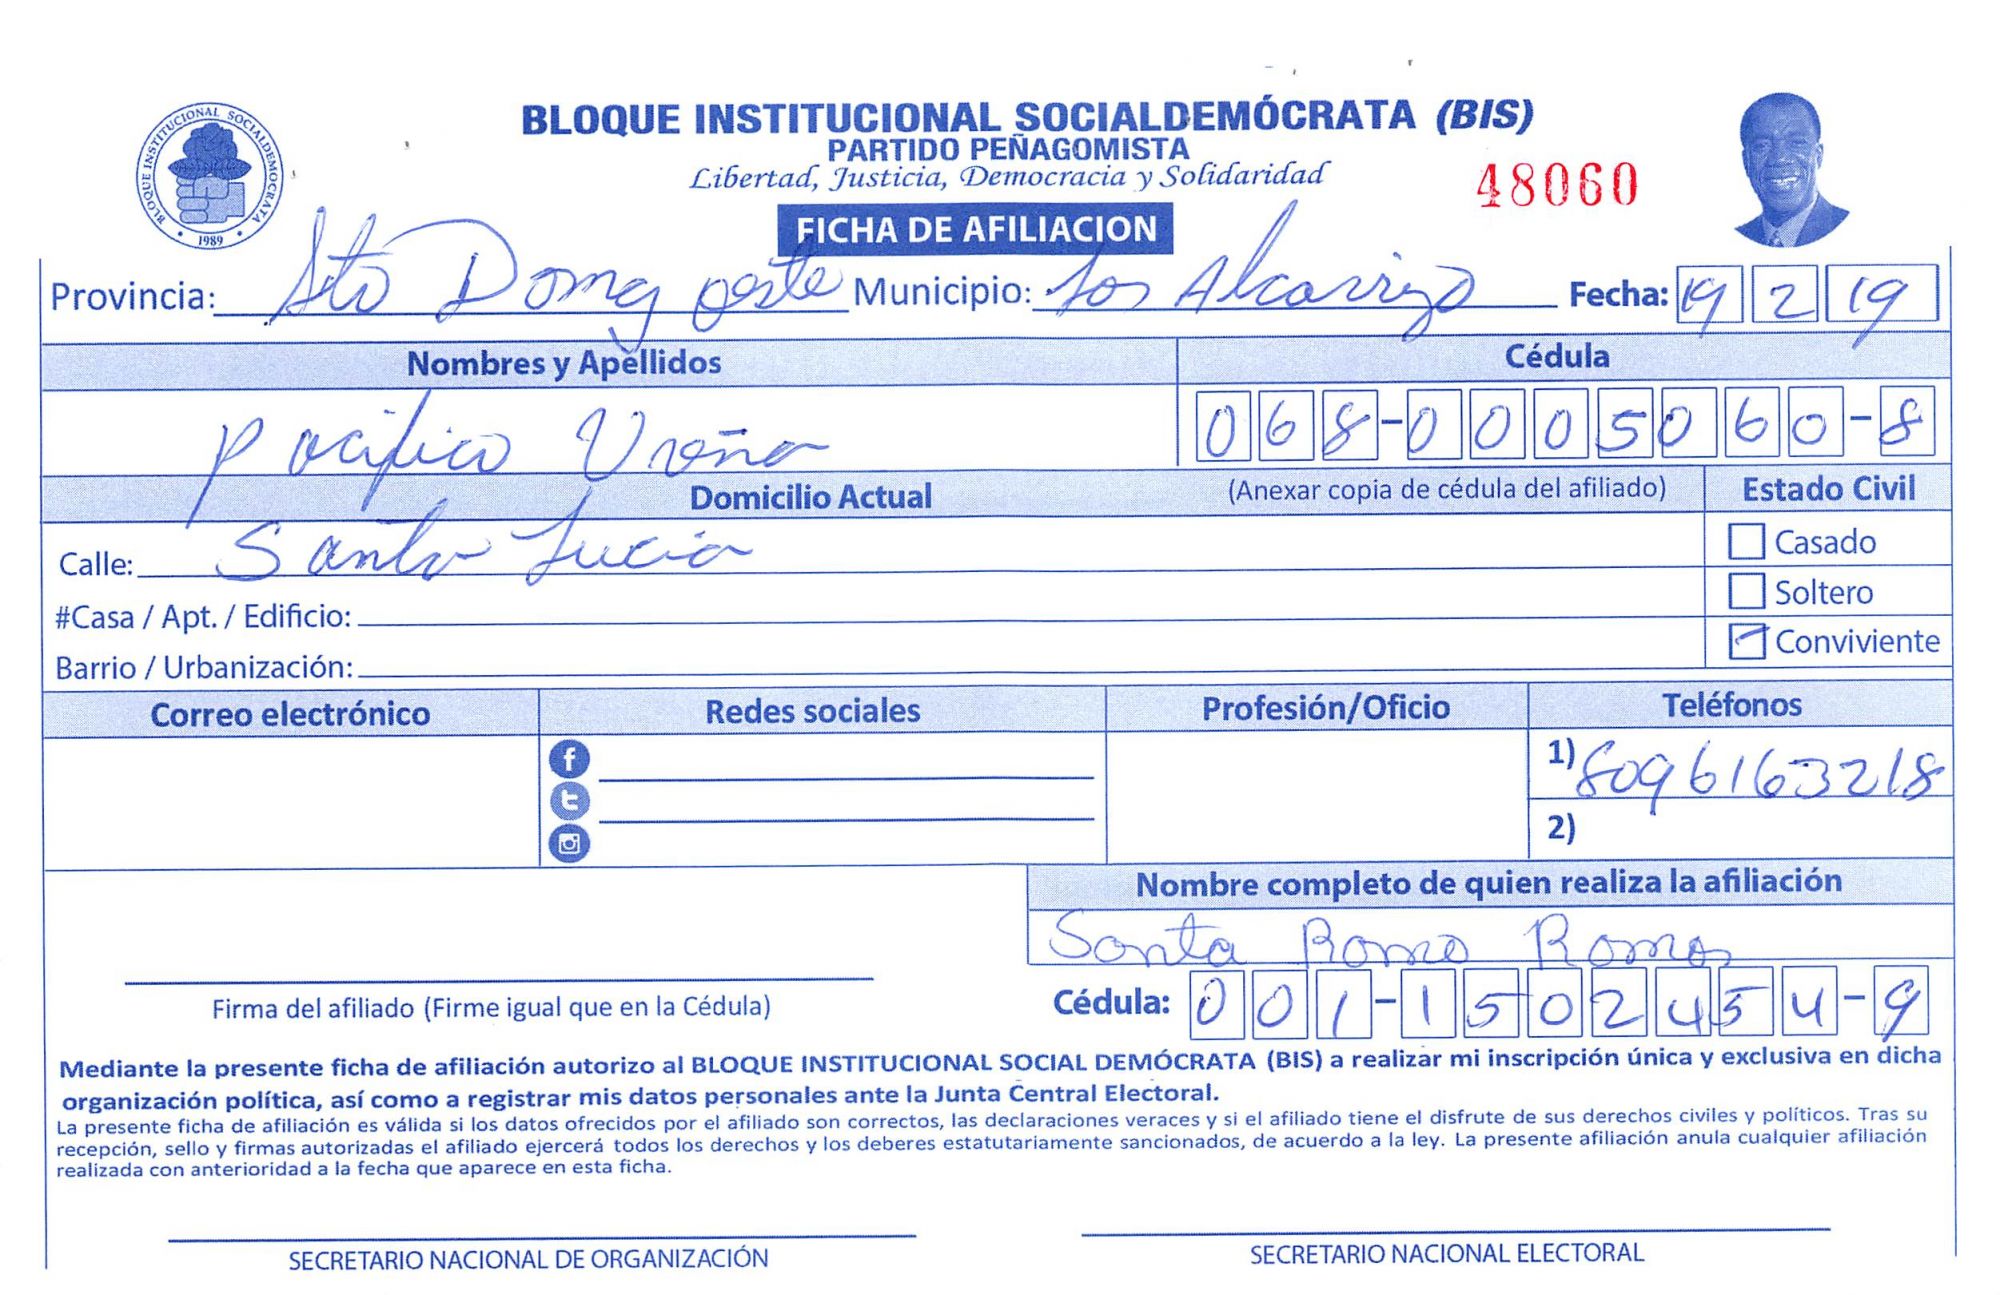 BLOQUE INSTITUCIONAL SOCIALDEMOCRATA
1989
BLOQUE INSTITUCIONAL SOCIALDEMÓCRATA (BIS)
PARTIDO PEÑAGOMISTA
Libertad, Justicia, Democracia y Solidaridad
48060
FICHA DE AFILIACION
Provincia: Sto Domg oeste Municipio: Los Alcarrizo Fecha: 19 2 19
Nombres y Apellidos Cédula
Pacifico Ureña 068-0005060-8
Domicilio Actual (Anexar copia de cédula del afiliado) Estado Civil
Calle: Santa Lucia
Casado
#Casa / Apt. / Edificio: Soltero
Barrio / Urbanización: Conviviente
Correo electrónico Redes sociales Profesión/Oficio Teléfonos
1) 8096163218
2)
Nombre completo de quien realiza la afiliación
Santa Romo Romos
Cédula: 001-1502454-9
Firma del afiliado (Firme igual que en la Cédula)
Mediante la presente ficha de afiliación autorizo al BLOQUE INSTITUCIONAL SOCIAL DEMÓCRATA (BIS) a realizar mi inscripción única y exclusiva en dicha
organización política, así como a registrar mis datos personales ante la Junta Central Electoral.
La presente ficha de afiliación es válida si los datos ofrecidos por el afiliado son correctos, las declaraciones veraces y si el afiliado tiene el disfrute de sus derechos civiles y políticos. Tras su
recepción, sello y firmas autorizadas el afiliado ejercerá todos los derechos y los deberes estatutariamente sancionados, de acuerdo a la ley. La presente afiliación anula cualquier afiliación
realizada con anterioridad a la fecha que aparece en esta ficha.
SECRETARIO NACIONAL DE ORGANIZACIÓN SECRETARIO NACIONAL ELECTORAL